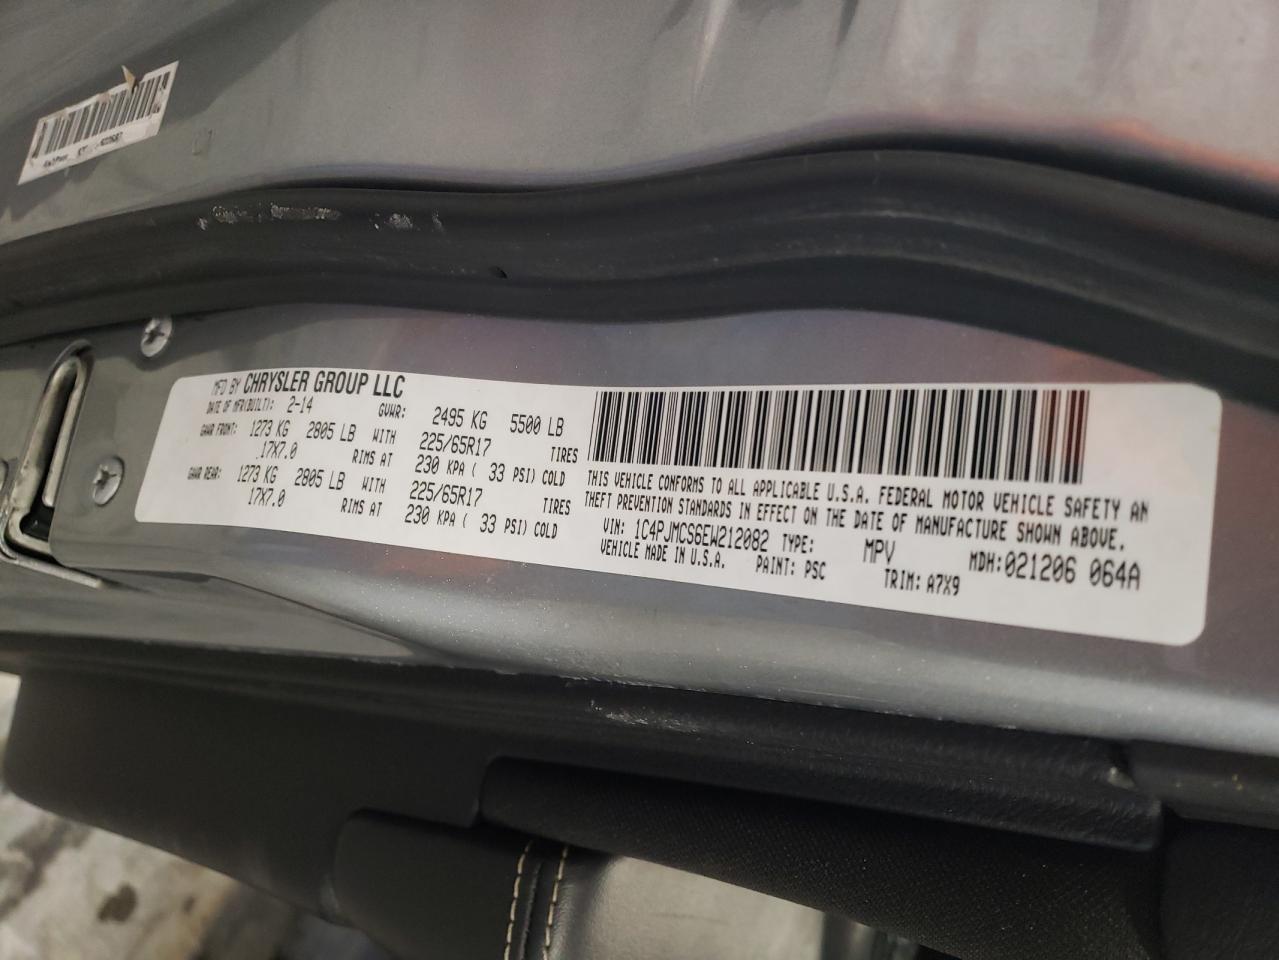 MFD BY CHRYSLER GROUP LLC
DATE OF MFR(BUILT): 2-14 GVWR: 2495 KG 5500 LB
GAWR FRONT: 1273 KG 2805 LB WITH 225/65R17 TIRES
17X7.0 RIMS AT 230 KPA ( 33 PSI) COLD
GAWR REAR: 1273 KG 2805 LB WITH 225/65R17 TIRES
17X7.0 RIMS AT 230 KPA ( 33 PSI) COLD
THIS VEHICLE CONFORMS TO ALL APPLICABLE U.S.A. FEDERAL MOTOR VEHICLE SAFETY AN
THEFT PREVENTION STANDARDS IN EFFECT ON THE DATE OF MANUFACTURE SHOWN ABOVE.
VIN: 1C4PJMCS6EW212082 TYPE: MPV MDH:021206 064A
VEHICLE MADE IN U.S.A. PAINT: PSC TRIM: A7X9